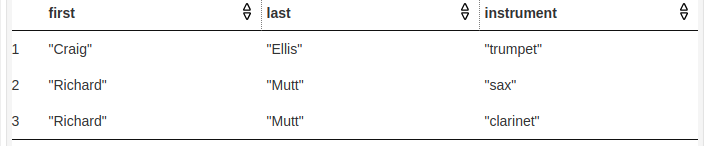 first last instrument
1 "Craig" "Ellis" "trumpet"
2 "Richard" "Mutt" "sax"
3 "Richard" "Mutt" "clarinet"